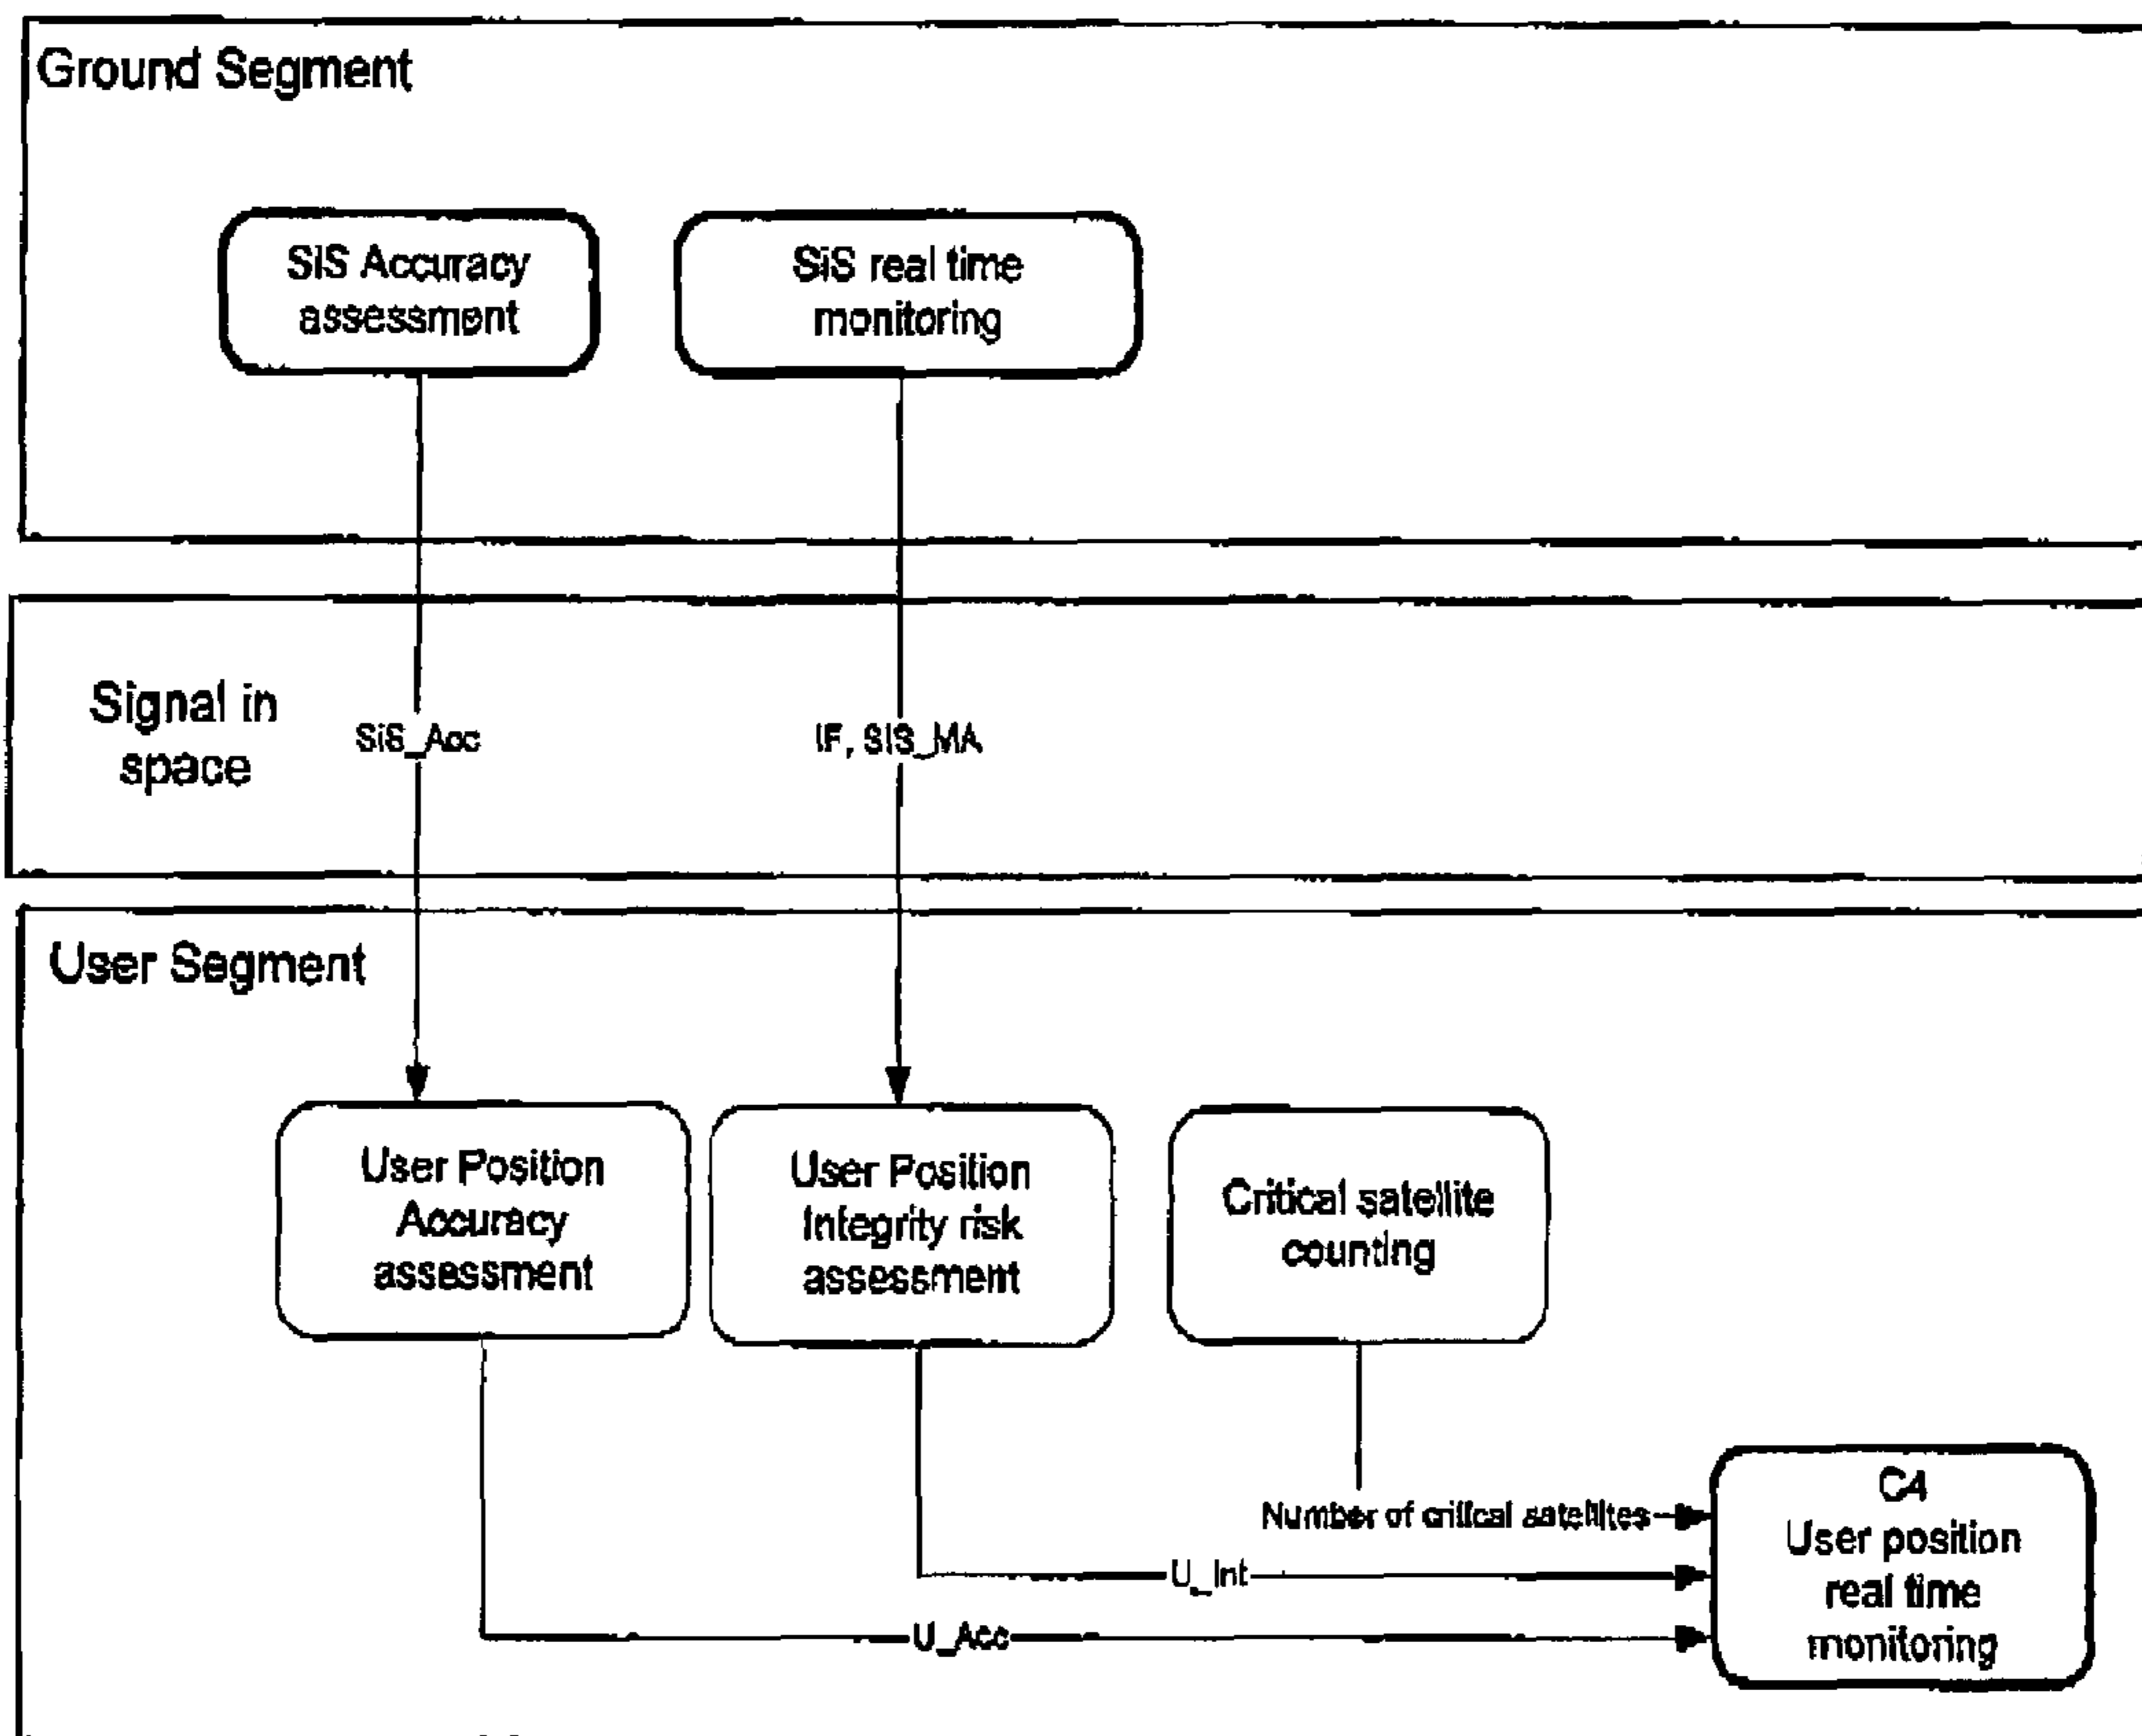 Ground Segment
SiS Accuracy
assessment
SiS real time
monitoring
Signal in
space
SiS_Acc
IF, SIS_MA
User Segment
User Position
Accuracy
assessment
User Position
Integrity risk
assessment
Critical satellite
counting
Number of critical satellites
U_Int
U_Acc
C4
User position
real time
monitoring